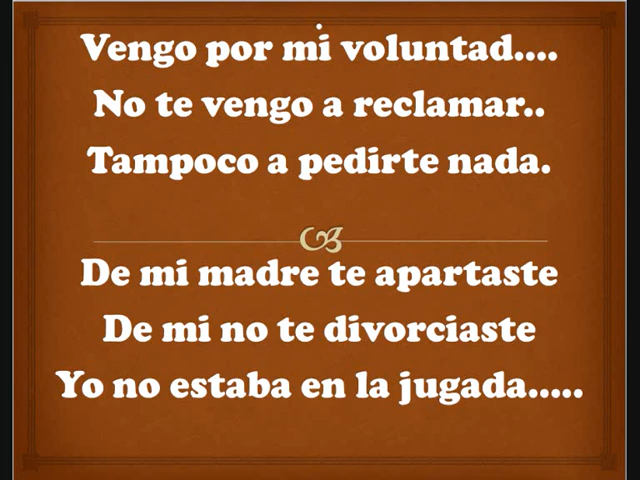 Vengo por mi voluntad....
No te vengo a reclamar..
Tampoco a pedirte nada.
De mi madre te apartaste
De mi no te divorciaste
Yo no estaba en la jugada.....